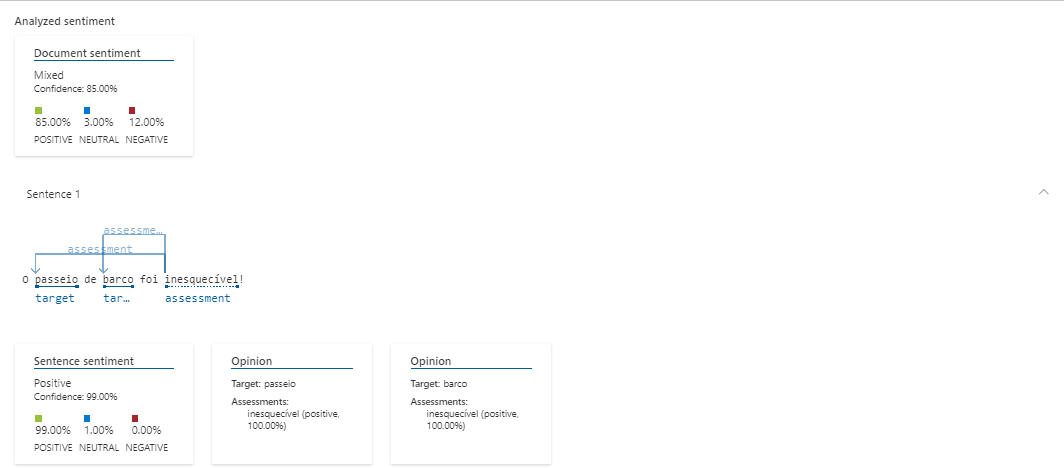 Analyzed sentiment
Document sentiment
Mixed
Confidence: 85.00%
85.00% 3.00% 12.00%
POSITIVE NEUTRAL NEGATIVE
Sentence 1
assessme...
assessment
O passeio de barco foi inesquecível!
target tar... assessment
Sentence sentiment
Positive
Confidence: 99.00%
99.00% 1.00% 0.00%
POSITIVE NEUTRAL NEGATIVE
Opinion
Target: passeio
Assessments:
inesquecível (positive,
100.00%)
Opinion
Target: barco
Assessments:
inesquecível (positive,
100.00%)